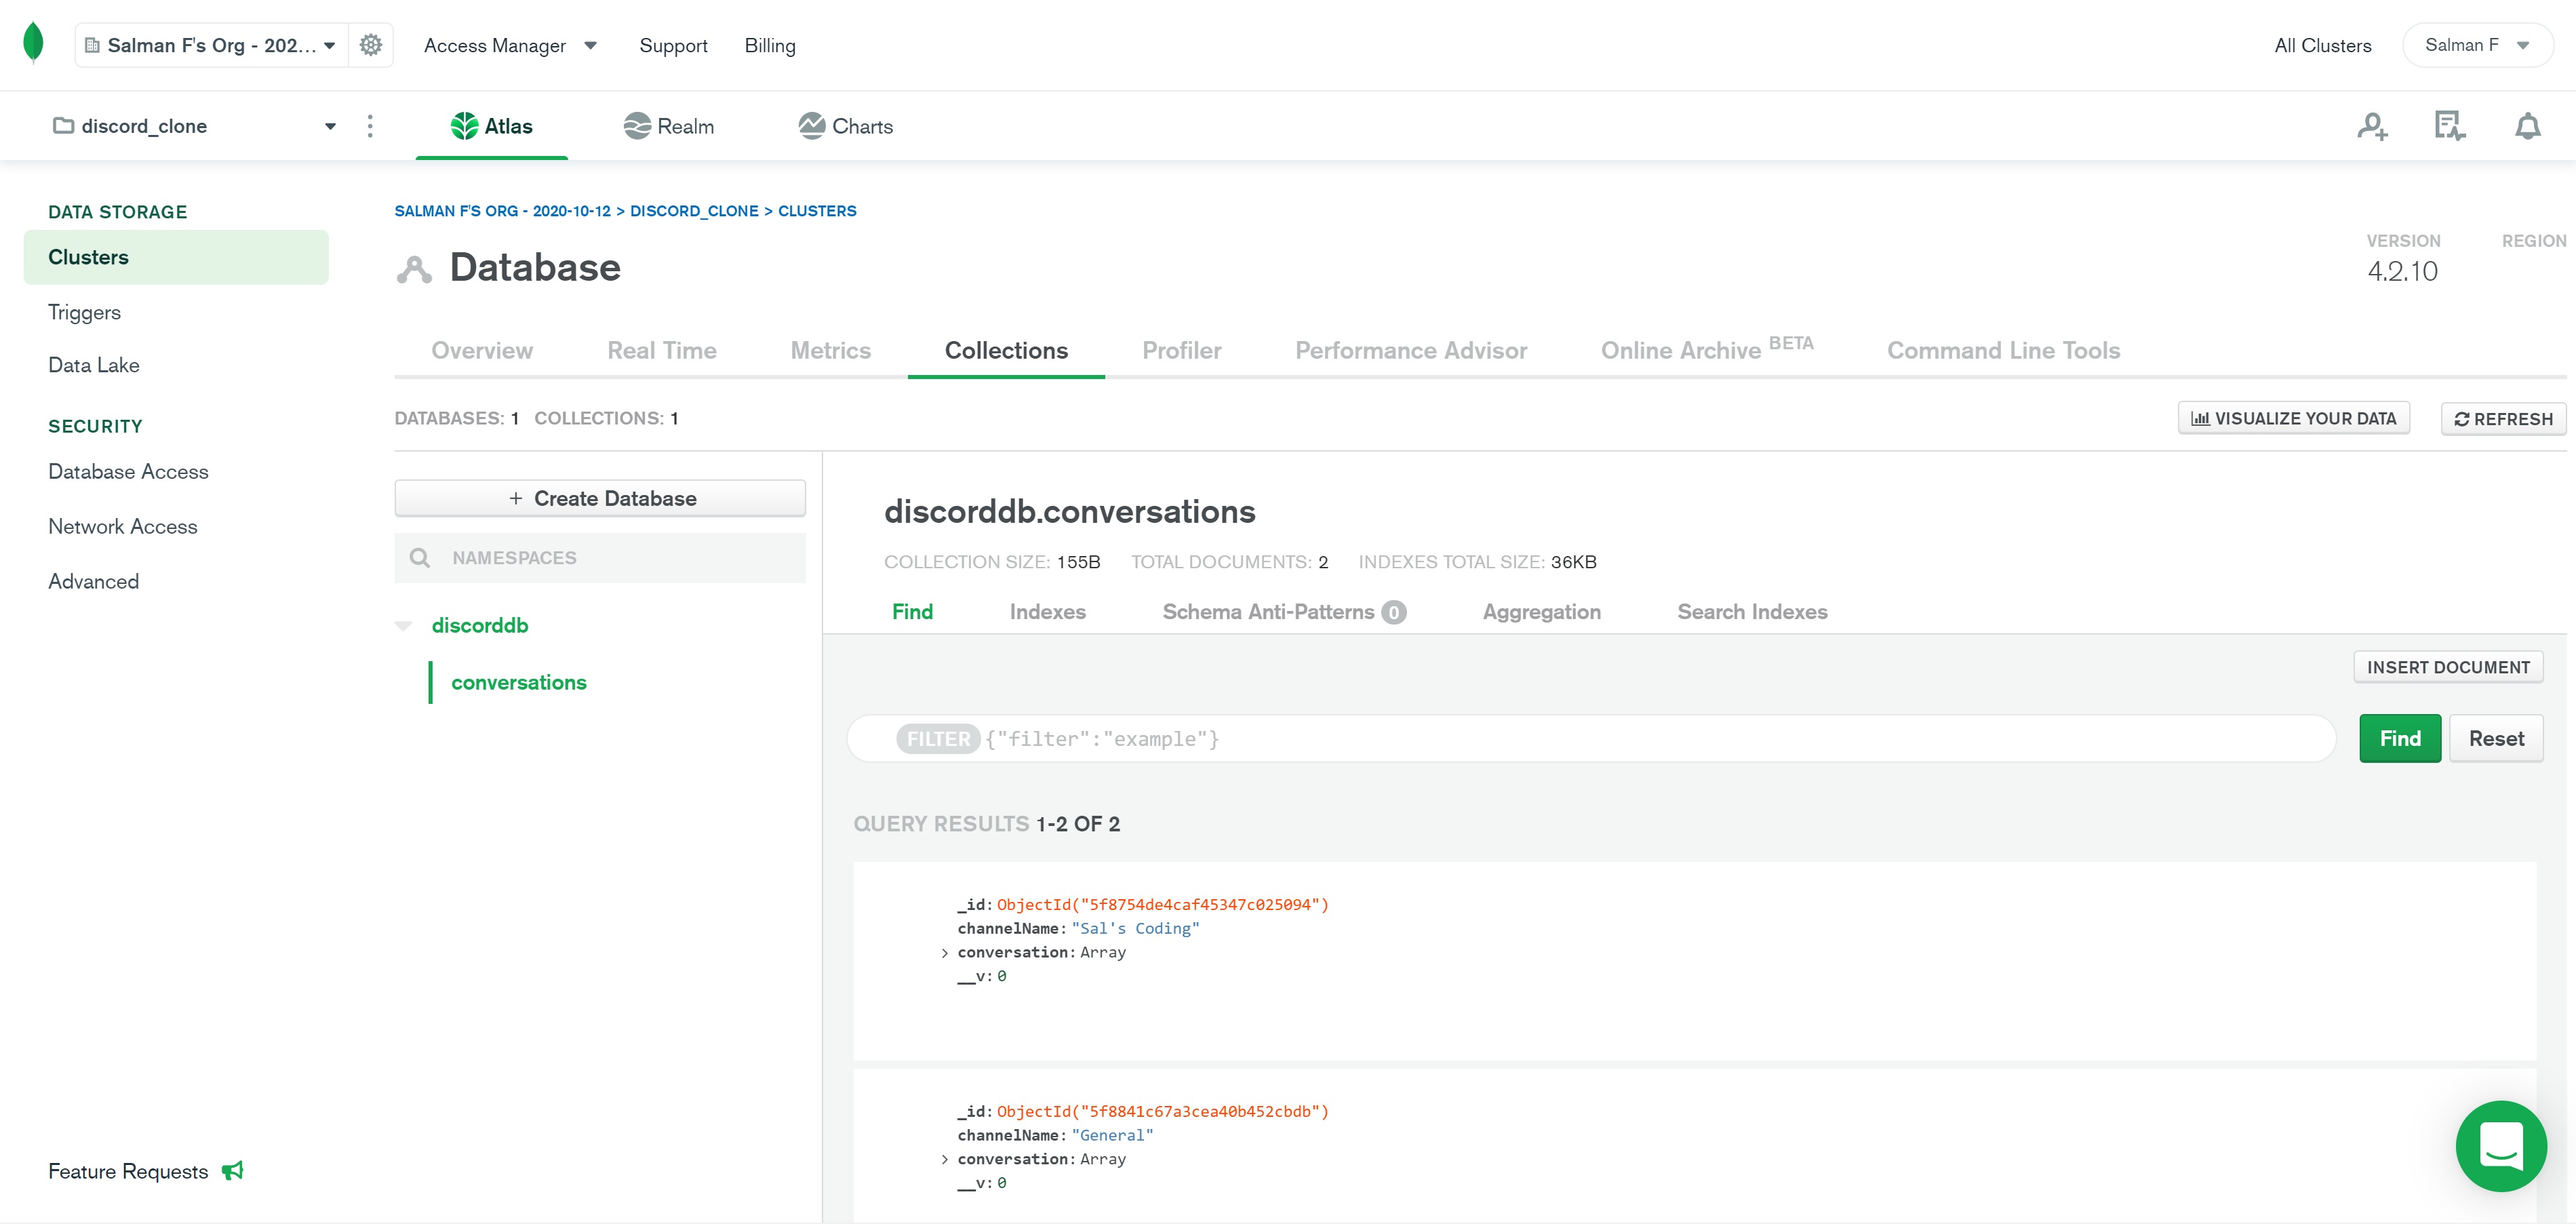 Salman F's Org - 202... Access Manager Support Billing All Clusters Salman F
discord_clone Atlas Realm Charts
DATA STORAGE
Clusters
Triggers
Data Lake
SECURITY
Database Access
Network Access
Advanced
Feature Requests
SALMAN F'S ORG - 2020-10-12 > DISCORD_CLONE > CLUSTERS
Database
VERSION REGION
4.2.10
Overview Real Time Metrics Collections Profiler Performance Advisor Online Archive BETA Command Line Tools
DATABASES: 1 COLLECTIONS: 1 VISUALIZE YOUR DATA REFRESH
+ Create Database
NAMESPACES
discorddb
conversations
discorddb.conversations
COLLECTION SIZE: 155B TOTAL DOCUMENTS: 2 INDEXES TOTAL SIZE: 36KB
Find Indexes Schema Anti-Patterns 0 Aggregation Search Indexes
INSERT DOCUMENT
FILTER {"filter":"example"} Find Reset
QUERY RESULTS 1-2 OF 2
_id: ObjectId("5f8754de4caf45347c025094")
channelName: "Sal's Coding"
> conversation: Array
__v: 0
_id: ObjectId("5f8841c67a3cea40b452cbdb")
channelName: "General"
> conversation: Array
__v: 0